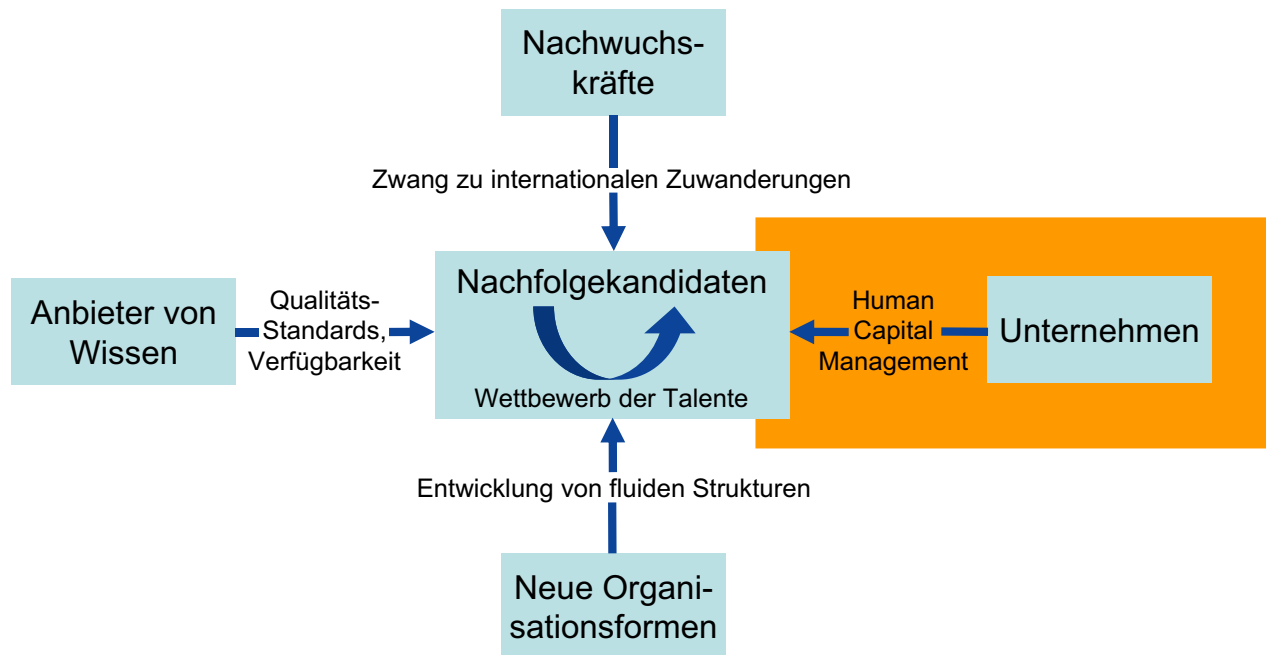 Nachwuchs-
kräfte
Zwang zu internationalen Zuwanderungen
Anbieter von
Wissen
Qualitäts-
Standards,
Verfügbarkeit
Nachfolgekandidaten
Wettbewerb der Talente
Human
Capital
Management
Unternehmen
Entwicklung von fluiden Strukturen
Neue Organi-
sationsformen